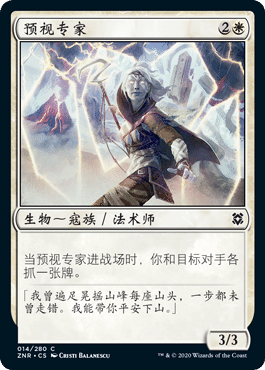 预视专家 2
生物～寇族 / 法术师
当预视专家进战场时，你和目标对手各
抓一张牌。
「我曾遍足晃摇山峰每座山头，一步都未
曾走错。我能带你平安下山。」
3/3
014/280 C
ZNR • CS CRISTI BALANESCU
™ & © 2020 Wizards of the Coast